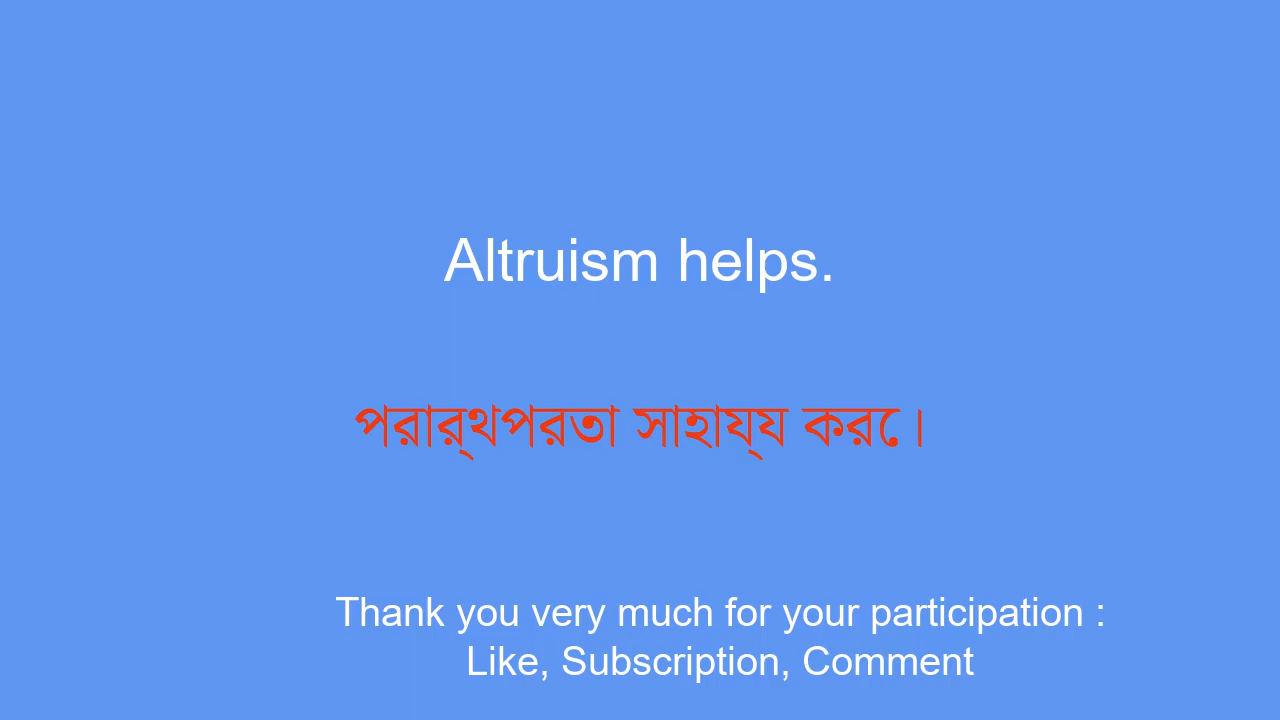 Altruism helps.
পরার্থপরতা সাহায্য করে।
Thank you very much for your participation :
Like, Subscription, Comment